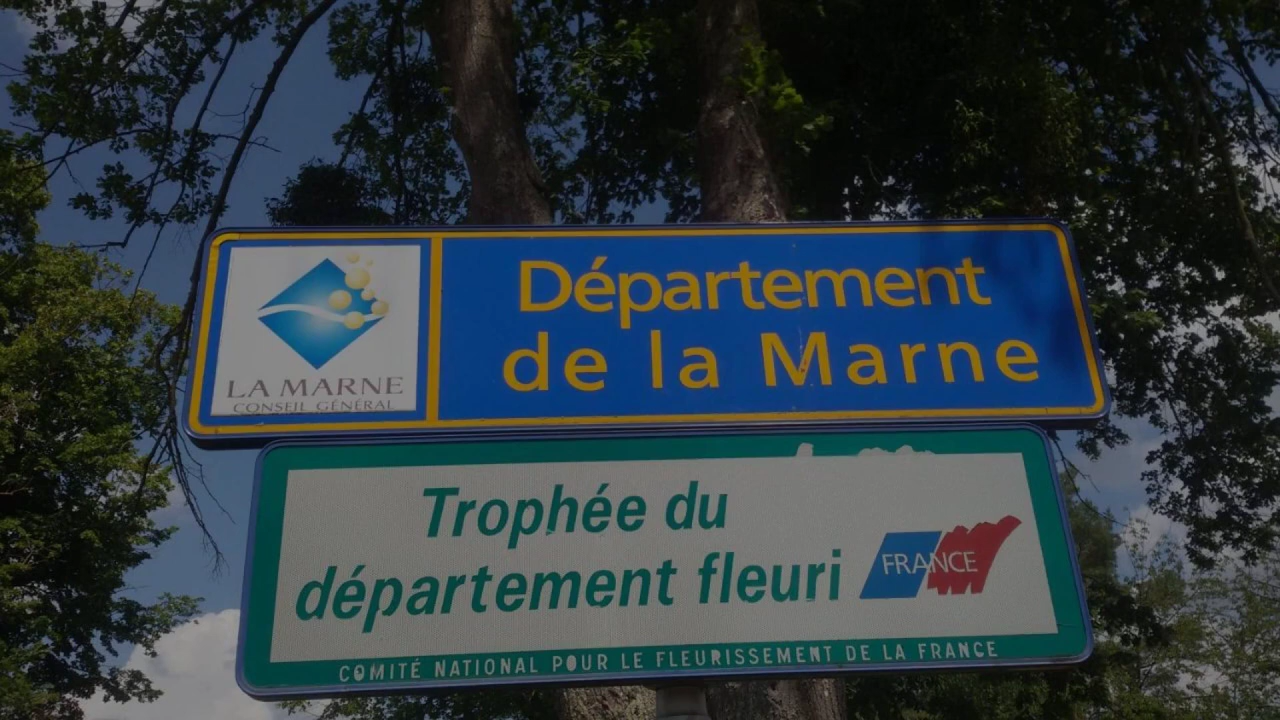 LA MARNE
CONSEIL GÉNÉRAL
Département
de la Marne
Trophée du
département fleuri
FRANCE
COMITÉ NATIONAL POUR LE FLEURISSEMENT DE LA FRANCE